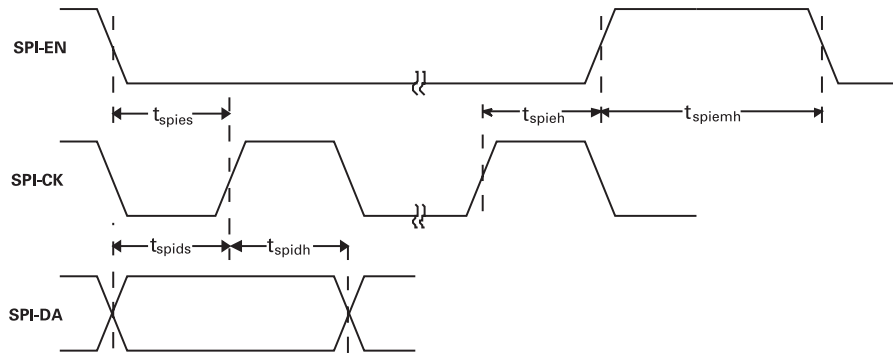 SPI-EN
tspies
tspieh
tspiemh
SPI-CK
tspids
tspidh
SPI-DA